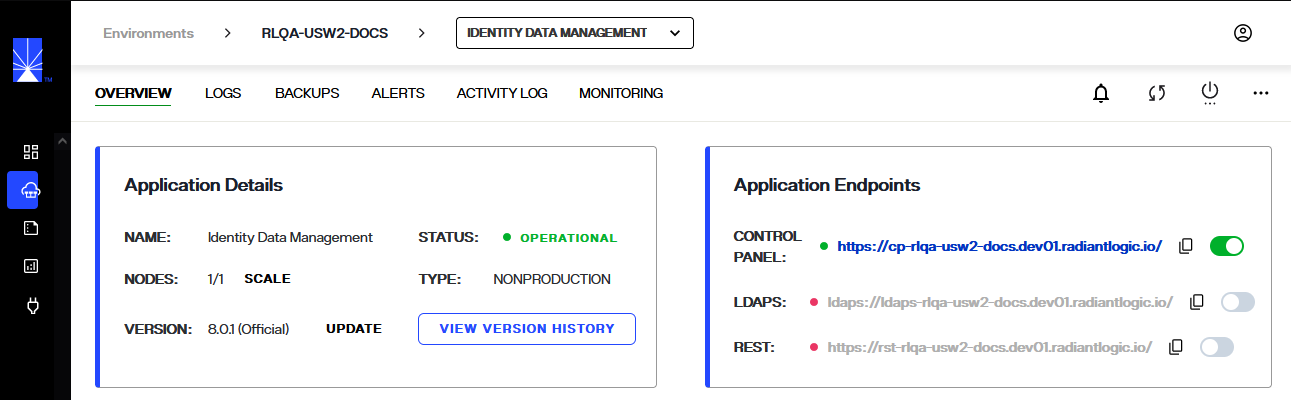 Environments > RLQA-USW2-DOCS > IDENTITY DATA MANAGEMENT
TM
OVERVIEW LOGS BACKUPS ALERTS ACTIVITY LOG MONITORING
Application Details
NAME: Identity Data Management STATUS: OPERATIONAL
NODES: 1/1 SCALE TYPE: NONPRODUCTION
VERSION: 8.0.1 (Official) UPDATE VIEW VERSION HISTORY
Application Endpoints
CONTROL
PANEL: https://cp-rlqa-usw2-docs.dev01.radiantlogic.io/
LDAPS: ldaps://ldaps-rlqa-usw2-docs.dev01.radiantlogic.io/
REST: https://rst-rlqa-usw2-docs.dev01.radiantlogic.io/